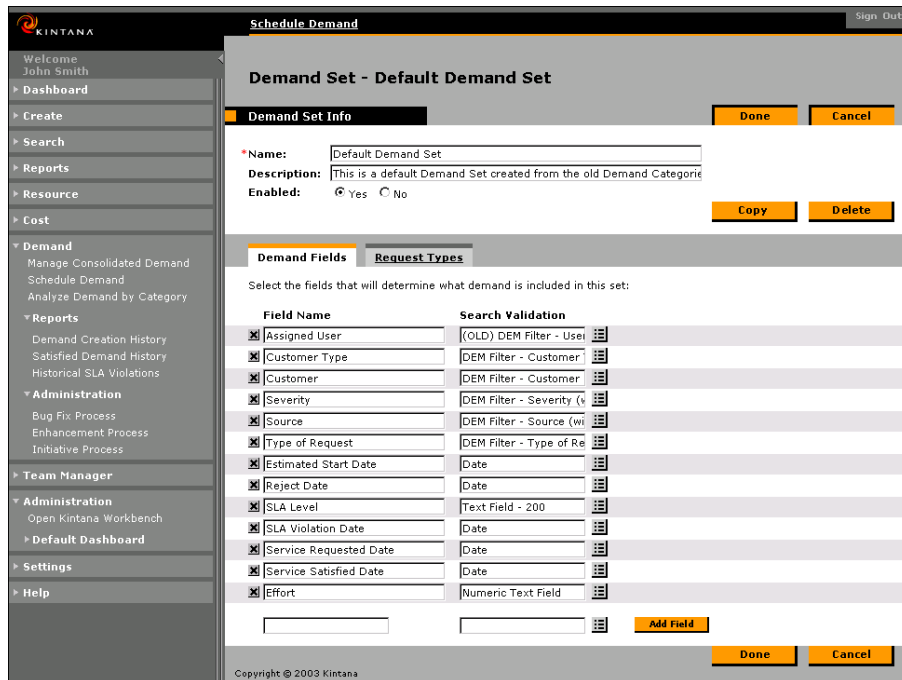 KINTANA
Schedule Demand
Sign Out
Welcome
John Smith
Dashboard
Create
Search
Reports
Resource
Cost
Demand
Manage Consolidated Demand
Schedule Demand
Analyze Demand by Category
Reports
Demand Creation History
Satisfied Demand History
Historical SLA Violations
Administration
Bug Fix Process
Enhancement Process
Initiative Process
Team Manager
Administration
Open Kintana Workbench
Default Dashboard
Settings
Help
Demand Set - Default Demand Set
Demand Set Info
Done Cancel
*Name: Default Demand Set
Description: This is a default Demand Set created from the old Demand Categorie
Enabled: Yes No
Copy Delete
Demand Fields Request Types
Select the fields that will determine what demand is included in this set:
Field Name Search Validation
Assigned User (OLD) DEM Filter - User
Customer Type DEM Filter - Customer
Customer DEM Filter - Customer
Severity DEM Filter - Severity (w
Source DEM Filter - Source (wi
Type of Request DEM Filter - Type of Re
Estimated Start Date Date
Reject Date Date
SLA Level Text Field - 200
SLA Violation Date Date
Service Requested Date Date
Service Satisfied Date Date
Effort Numeric Text Field
Add Field
Done Cancel
Copyright © 2003 Kintana